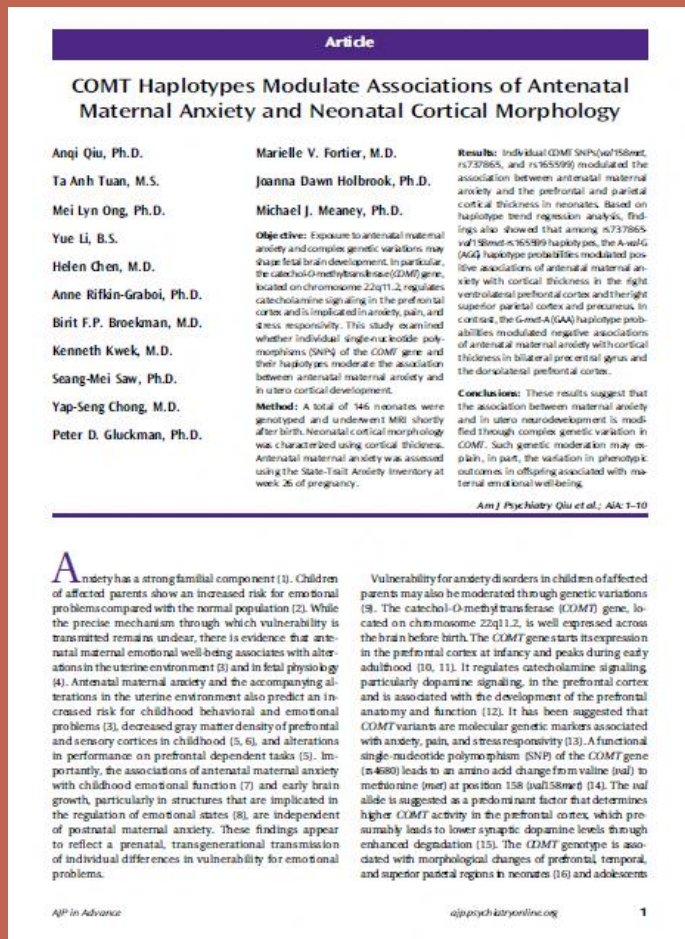 Article
COMT Haplotypes Modulate Associations of Antenatal
Maternal Anxiety and Neonatal Cortical Morphology
Anqi Qiu, Ph.D.
Ta Anh Tuan, M.S.
Mei Lyn Ong, Ph.D.
Yue Li, B.S.
Helen Chen, M.D.
Anne Rifkin-Graboi, Ph.D.
Birit F.P. Broekman, M.D.
Kenneth Kwek, M.D.
Seang-Mei Saw, Ph.D.
Yap-Seng Chong, M.D.
Peter D. Gluckman, Ph.D.
Marielle V. Fortier, M.D.
Joanna Dawn Holbrook, Ph.D.
Michael J. Meaney, Ph.D.
Objective: Exposure to antenatal maternal
anxiety and complex genetic variations may
shape fetal brain development. In particular,
the catechol-O-methyltransferase (COMT) gene,
located on chromosome 22q11.2, regulates
catecholamine signaling in the prefrontal
cortex and is implicated in anxiety, pain, and
stress responsivity. This study examined
whether individual single-nucleotide poly-
morphisms (SNPs) of the COMT gene and
their haplotypes moderate the association
between antenatal maternal anxiety and
in utero cortical development.
Method: A total of 146 neonates were
genotyped and underwent MRI shortly
after birth. Neonatal cortical morphology
was characterized using cortical thickness.
Antenatal maternal anxiety was assessed
using the State-Trait Anxiety Inventory at
week 26 of pregnancy.
Results: Individual COMT SNPs (val158met,
rs737865, and rs165599) modulated the
association between antenatal maternal
anxiety and the prefrontal and parietal
cortical thickness in neonates. Based on
haplotype trend regression analysis, find-
ings also showed that among rs737865-
val158met-rs165599 haplotypes, the A-val-G
(AGG) haplotype probabilities modulated pos-
itive associations of antenatal maternal an-
xiety with cortical thickness in the right
ventrolateral prefrontal cortex and the right
superior parietal cortex and precuneus. In
contrast, the G-met-A (GAA) haplotype prob-
abilities modulated negative associations
of antenatal maternal anxiety with cortical
thickness in bilateral precentral gyrus and
the dorsolateral prefrontal cortex.
Conclusions: These results suggest that
the association between maternal anxiety
and in utero neurodevelopment is modi-
fied through complex genetic variation in
COMT. Such genetic moderation may ex-
plain, in part, the variation in phenotypic
outcomes in offspring associated with ma-
ternal emotional well-being.
Am J Psychiatry Qiu et al.; AiA: 1–10
Anxiety has a strong familial component (1). Children
of affected parents show an increased risk for emotional
problems compared with the normal population (2). While
the precise mechanism through which vulnerability is
transmitted remains unclear, there is evidence that ante-
natal maternal emotional well-being associates with alter-
ations in the uterine environment (3) and in fetal physiology
(4). Antenatal maternal anxiety and the accompanying al-
terations in the uterine environment also predict an in-
creased risk for childhood behavioral and emotional
problems (3), decreased gray matter density of prefrontal
and sensory cortices in childhood (5, 6), and alterations
in performance on prefrontal dependent tasks (5). Im-
portantly, the associations of antenatal maternal anxiety
with childhood emotional function (7) and early brain
growth, particularly in structures that are implicated in
the regulation of emotional states (8), are independent
of postnatal maternal anxiety. These findings appear
to reflect a prenatal, transgenerational transmission
of individual differences in vulnerability for emotional
problems.
Vulnerability for anxiety disorders in children of affected
parents may also be moderated through genetic variations
(9). The catechol-O-methyltransferase (COMT) gene, lo-
cated on chromosome 22q11.2, is well expressed across
the brain before birth. The COMT gene starts its expression
in the prefrontal cortex at infancy and peaks during early
adulthood (10, 11). It regulates catecholamine signaling,
particularly dopamine signaling, in the prefrontal cortex
and is associated with the development of the prefrontal
anatomy and function (12). It has been suggested that
COMT variants are molecular genetic markers associated
with anxiety, pain, and stress responsivity (13). A functional
single-nucleotide polymorphism (SNP) of the COMT gene
(rs4680) leads to an amino acid change from valine (val) to
methionine (met) at position 158 (val158met) (14). The val
allele is suggested as a predominant factor that determines
higher COMT activity in the prefrontal cortex, which pre-
sumably leads to lower synaptic dopamine levels through
enhanced degradation (15). The COMT genotype is asso-
ciated with morphological changes of prefrontal, temporal,
and superior parietal regions in neonates (16) and adolescents
AJP in Advance
ajp.psychiatryonline.org
1